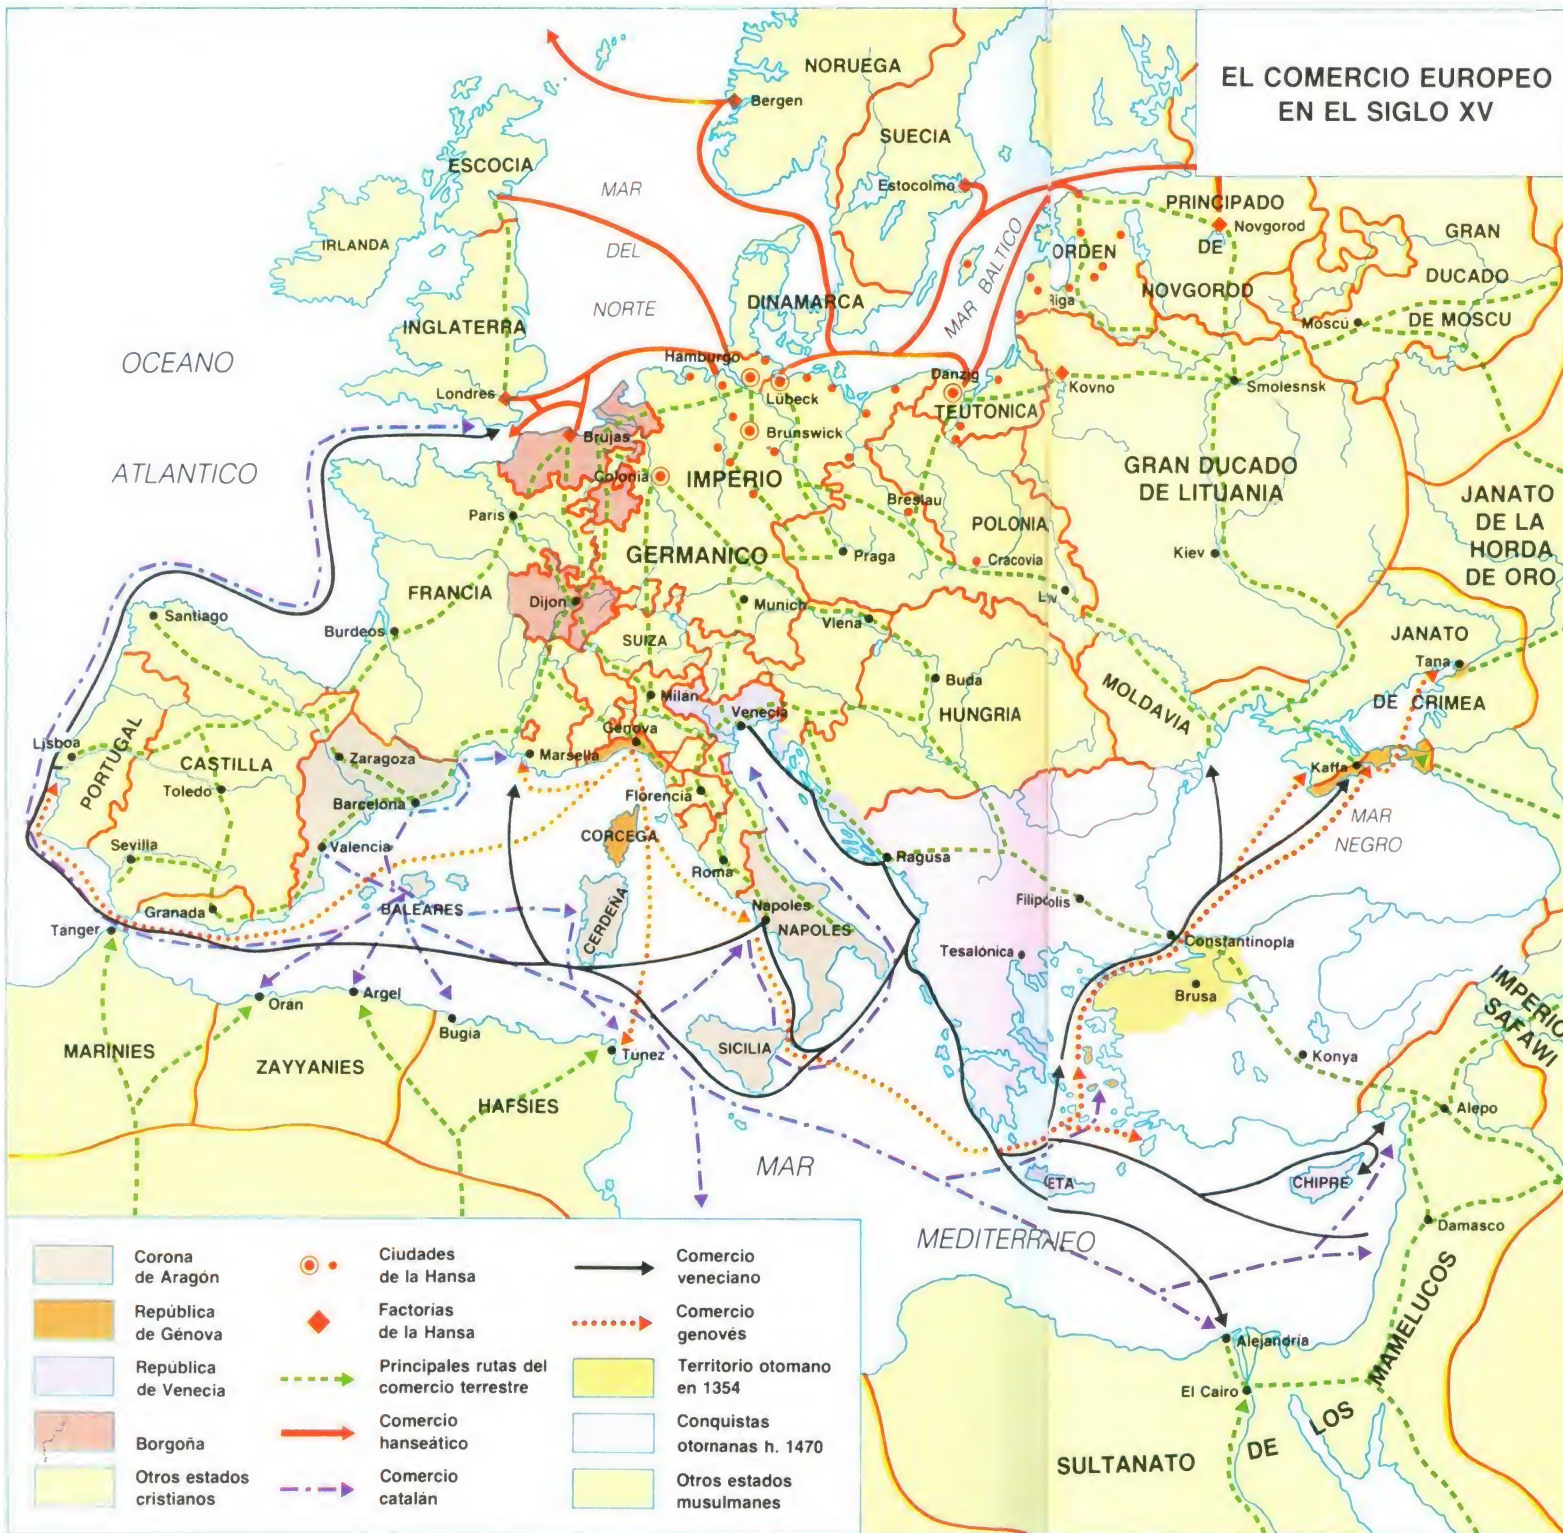 EL COMERCIO EUROPEO
EN EL SIGLO XV
NORUEGA
Bergen
SUECIA
ESCOCIA
Estocolmo
MAR
DEL
NORTE
IRLANDA
PRINCIPADO
DE
NOVGOROD
Novgorod
GRAN
DUCADO
DE MOSCU
Moscú
ORDEN
TEUTONICA
Riga
MAR BALTICO
DINAMARCA
INGLATERRA
OCEANO
ATLANTICO
Hamburgo
Lübeck
Danzig
Kovno
Smolesnsk
Londres
Brujas
Brunswick
Colonia
IMPERIO
GERMANICO
GRAN DUCADO
DE LITUANIA
JANATO
DE LA
HORDA
DE ORO
Breslau
POLONIA
Paris
Praga
Cracovia
Kiev
FRANCIA
Dijon
Munich
Viena
SUIZA
Santiago
Burdeos
JANATO
DE CRIMEA
Tana
Buda
MOLDAVIA
HUNGRIA
Milán
Venecia
Génova
PORTUGAL
Lisboa
CASTILLA
Zaragoza
Marsella
Toledo
Barcelona
Florencia
Kaffa
MAR
NEGRO
CORCEGA
Sevilla
Valencia
Roma
Ragusa
Granada
BALEARES
CERDEÑA
Napoles
NAPOLES
Filipolis
Tanger
Constantinopla
Tesalónica
Brusa
IMPERIO
SAFAWI
Oran
Argel
Bugia
Túnez
SICILIA
MARINIES
ZAYYANIES
HAFSIES
Konya
Alepo
MAR
MEDITERRNEO
ETA
CHIPRE
Damasco
Alejandria
El Cairo
SULTANATO
DE
LOS
MAMELUCOS
Corona
de Aragón
República
de Génova
República
de Venecia
Borgoña
Otros estados
cristianos
Ciudades
de la Hansa
Factorías
de la Hansa
Principales rutas del
comercio terrestre
Comercio
hanseático
Comercio
catalán
Comercio
veneciano
Comercio
genovés
Territorio otomano
en 1354
Conquistas
otomanas h. 1470
Otros estados
musulmanes